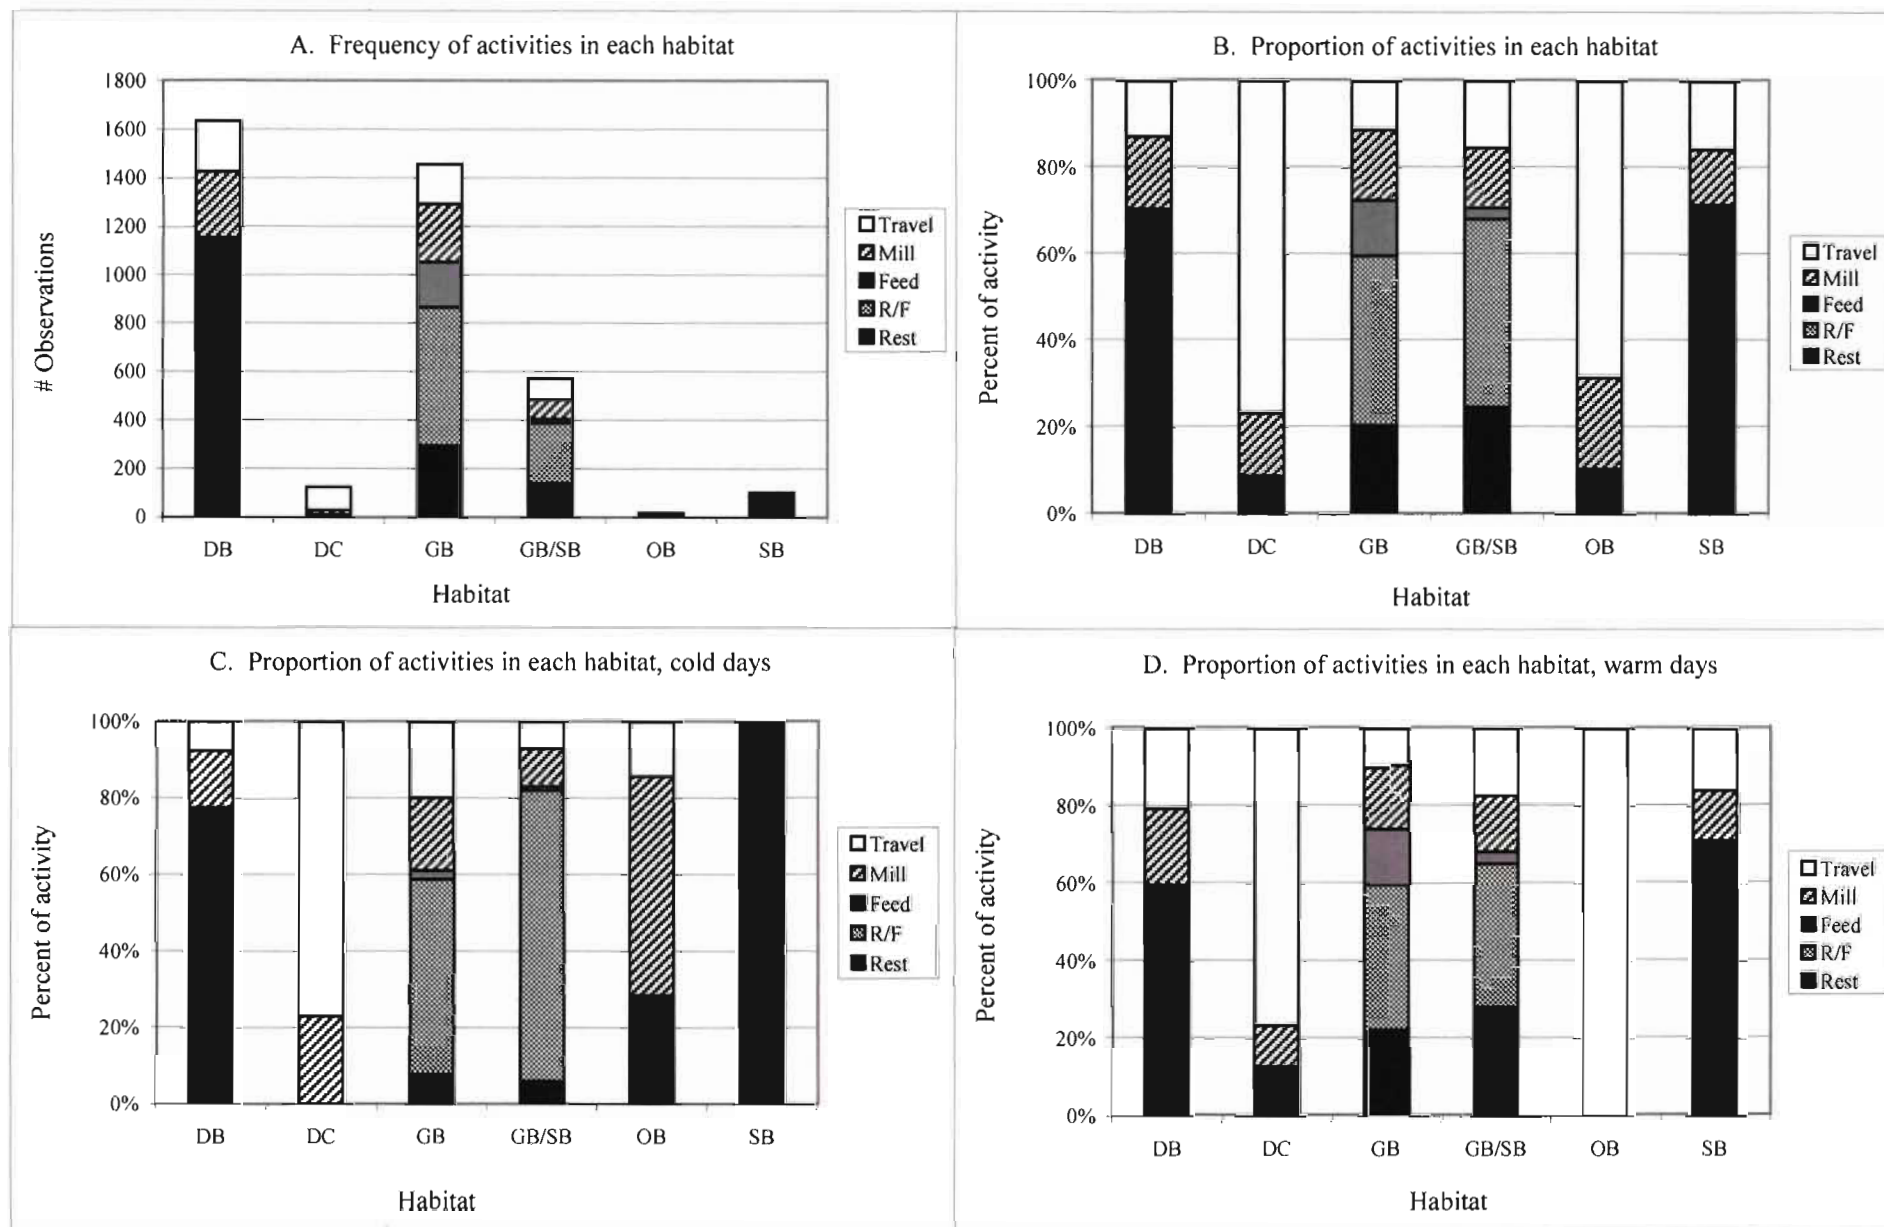 A. Frequency of activities in each habitat
1800
1600
1400
1200
1000
800
600
400
200
0
# Observations
DB DC GB GB/SB OB SB
Habitat
Travel
Mill
Feed
R/F
Rest
B. Proportion of activities in each habitat
100%
80%
60%
40%
20%
0%
Percent of activity
DB DC GB GB/SB OB SB
Habitat
Travel
Mill
Feed
R/F
Rest
C. Proportion of activities in each habitat, cold days
100%
80%
60%
40%
20%
0%
Percent of activity
DB DC GB GB/SB OB SB
Habitat
Travel
Mill
Feed
R/F
Rest
D. Proportion of activities in each habitat, warm days
100%
80%
60%
40%
20%
0%
Percent of activity
DB DC GB GB/SB OB SB
Habitat
Travel
Mill
Feed
R/F
Rest